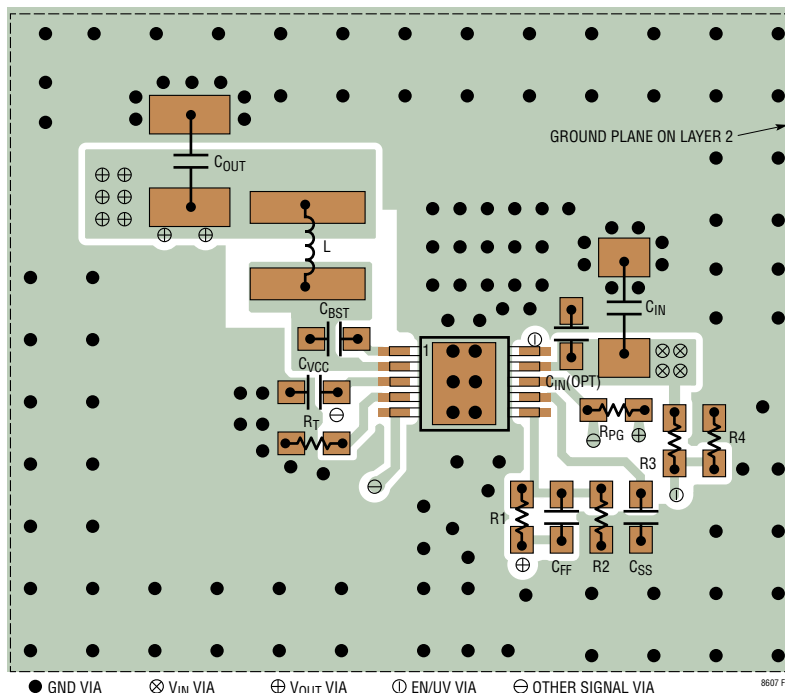 GROUND PLANE ON LAYER 2
COUT
L
CIN
CBST
1
CVCC
CIN(OPT)
RT
RPG
R3
R4
R1
CFF
R2
CSS
GND VIA
VIN VIA
VOUT VIA
EN/UV VIA
OTHER SIGNAL VIA
8607 F